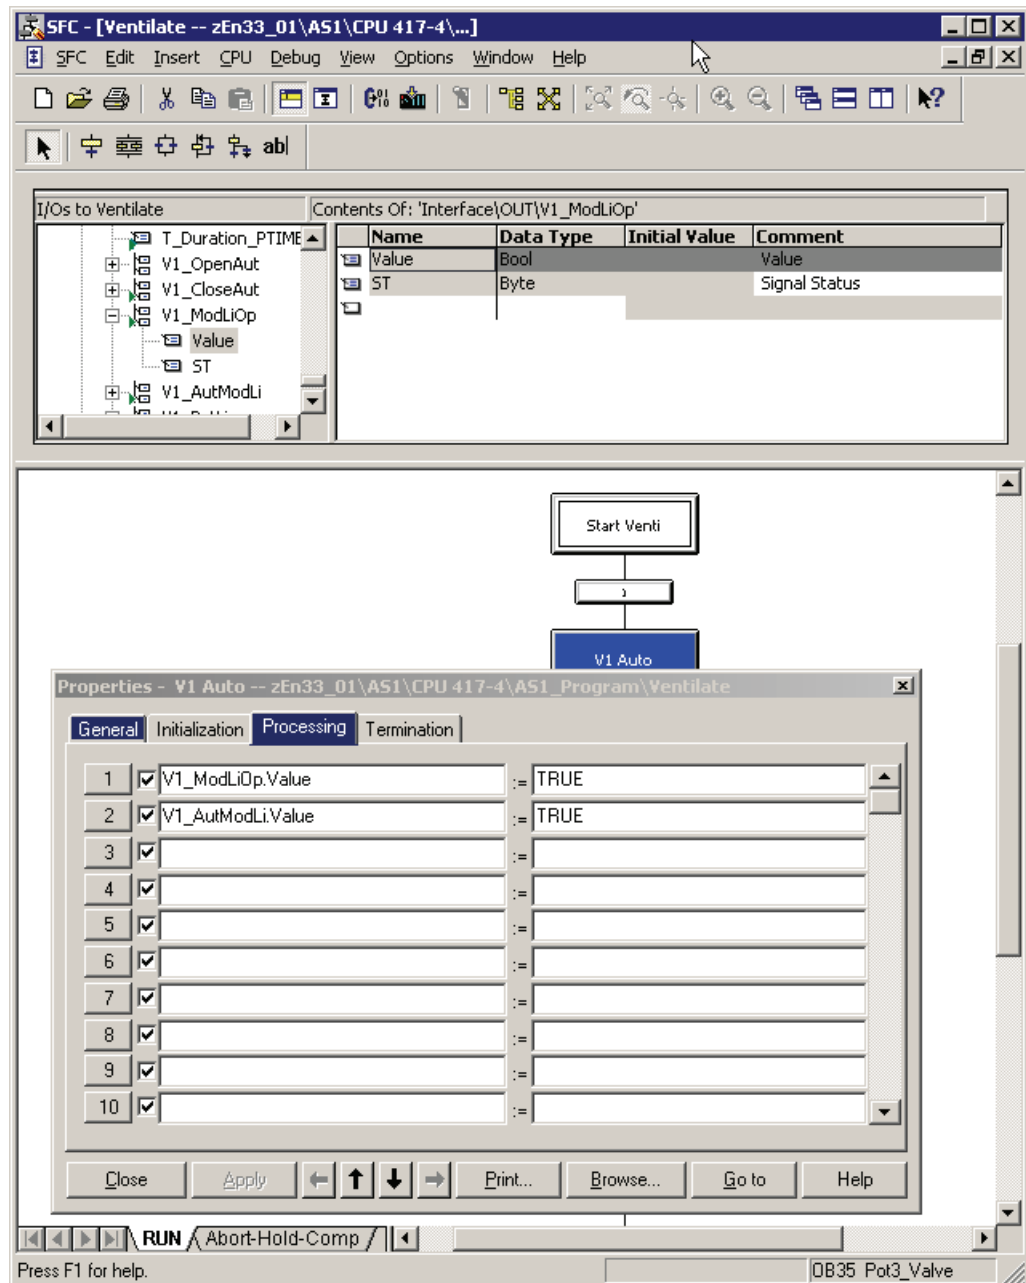 SFC - [Ventilate -- zEn33_01\AS1\CPU 417-4\...]
SFC Edit Insert CPU Debug View Options Window Help
abl
I/Os to Ventilate Contents Of: 'Interface\OUT\V1_ModLiOp'
T_Duration_PTIME Name Data Type Initial Value Comment
V1_OpenAut Value Bool Value
V1_CloseAut ST Byte Signal Status
V1_ModLiOp
Value
ST
V1_AutModLi
Start Venti
V1 Auto
Properties - V1 Auto -- zEn33_01\AS1\CPU 417-4\AS1_Program\Ventilate
General Initialization Processing Termination
1 V1_ModLiOp.Value := TRUE
2 V1_AutModLi.Value := TRUE
3 :=
4 :=
5 :=
6 :=
7 :=
8 :=
9 :=
10 :=
Close Apply Print... Browse... Go to Help
RUN Abort-Hold-Comp
Press F1 for help. OB35 Pot3_Valve